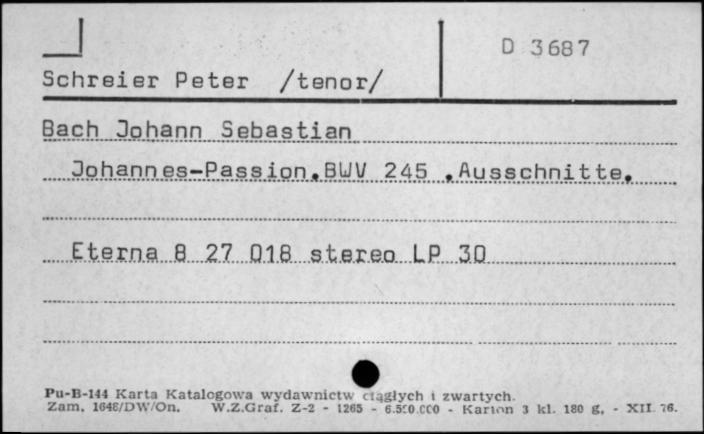 D 3687
Schreier Peter /tenor/
Bach Johann Sebastian
Johannes-Passion.BWV 245 .Ausschnitte.
Eterna 8 27 018 stereo LP 30
Pu-B-144 Karta Katalogowa wydawnictw ciągłych i zwartych.
Zam. 1648/DW/On. W.Z.Graf. Z-2 - 1265 - 6.500.000 - Karton 3 kl. 180 g. - XII. 76.